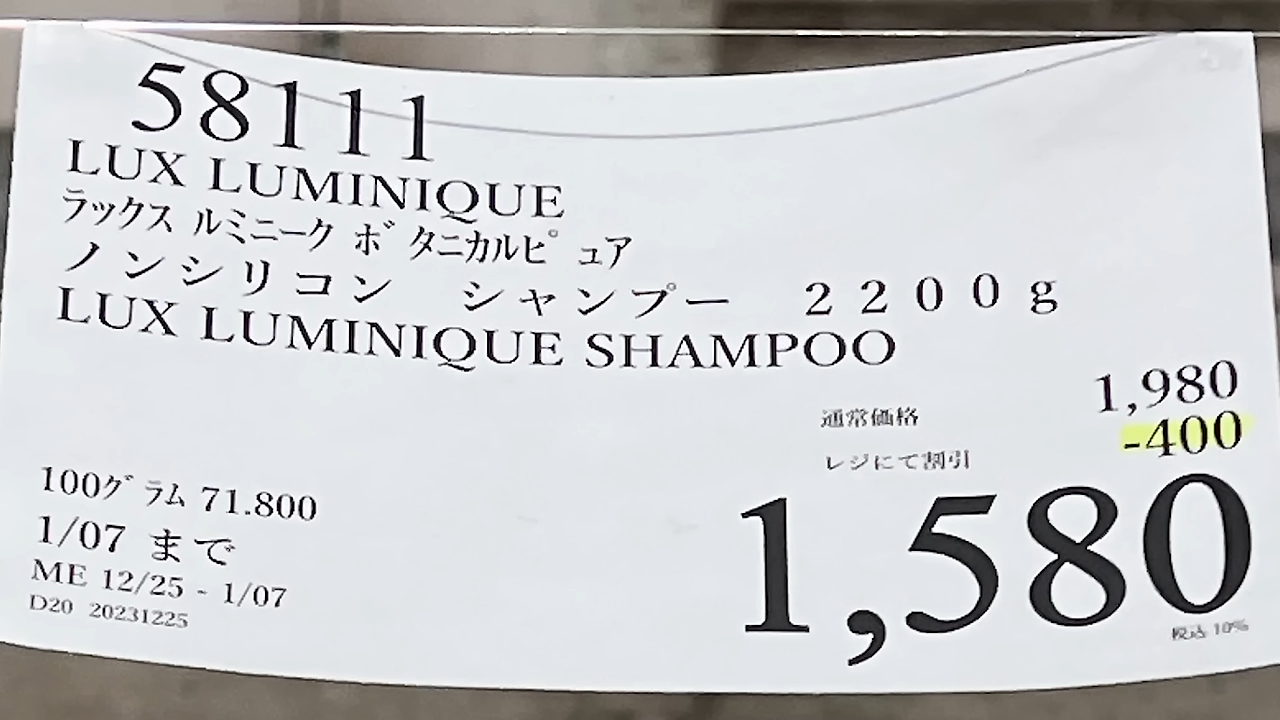 58111
LUX LUMINIQUE
ラックス ルミニーク ボタニカルピュア
ノンシリコン　シャンプー　２２００ｇ
LUX LUMINIQUE SHAMPOO
通常価格 1,980
レジにて割引 -400
1,580
税込 10%
100グラム 71.800
1/07 まで
ME 12/25 - 1/07
D20 20231225